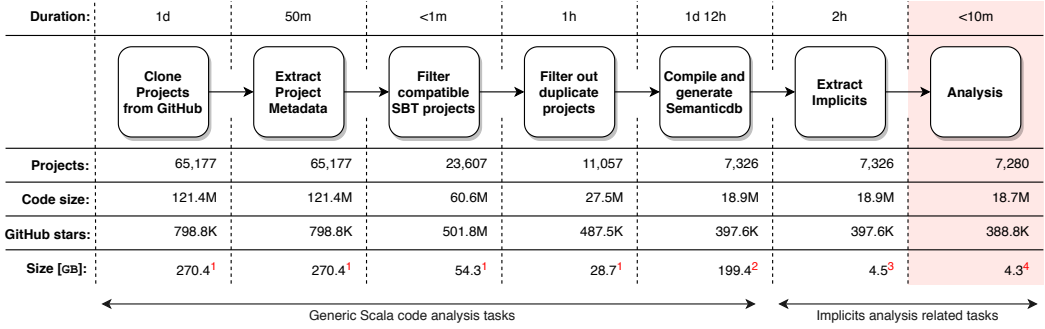 Duration: 1d 50m <1m 1h 1d 12h 2h <10m
Clone Projects from GitHub
Extract Project Metadata
Filter compatible SBT projects
Filter out duplicate projects
Compile and generate Semanticdb
Extract Implicits
Analysis
Projects: 65,177 65,177 23,607 11,057 7,326 7,326 7,280
Code size: 121.4M 121.4M 60.6M 27.5M 18.9M 18.9M 18.7M
GitHub stars: 798.8K 798.8K 501.8M 487.5K 397.6K 397.6K 388.8K
Size [GB]: 270.4¹ 270.4¹ 54.3¹ 28.7¹ 199.4² 4.5³ 4.3⁴
Generic Scala code analysis tasks Implicits analysis related tasks